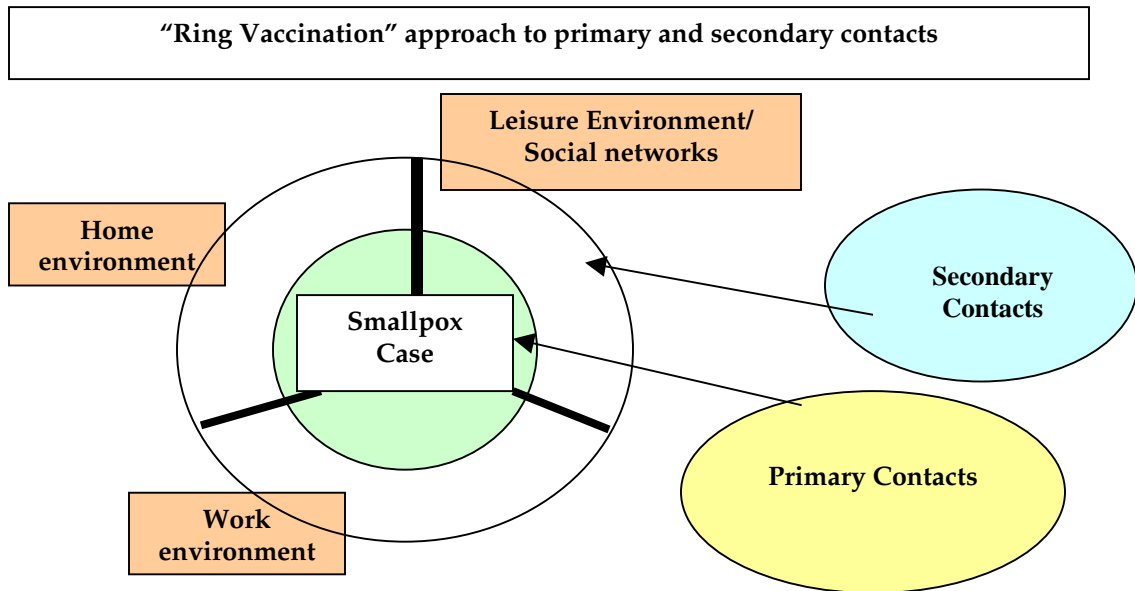 “Ring Vaccination” approach to primary and secondary contacts
Leisure Environment/
Social networks
Home
environment
Secondary
Contacts
Smallpox
Case
Primary Contacts
Work
environment